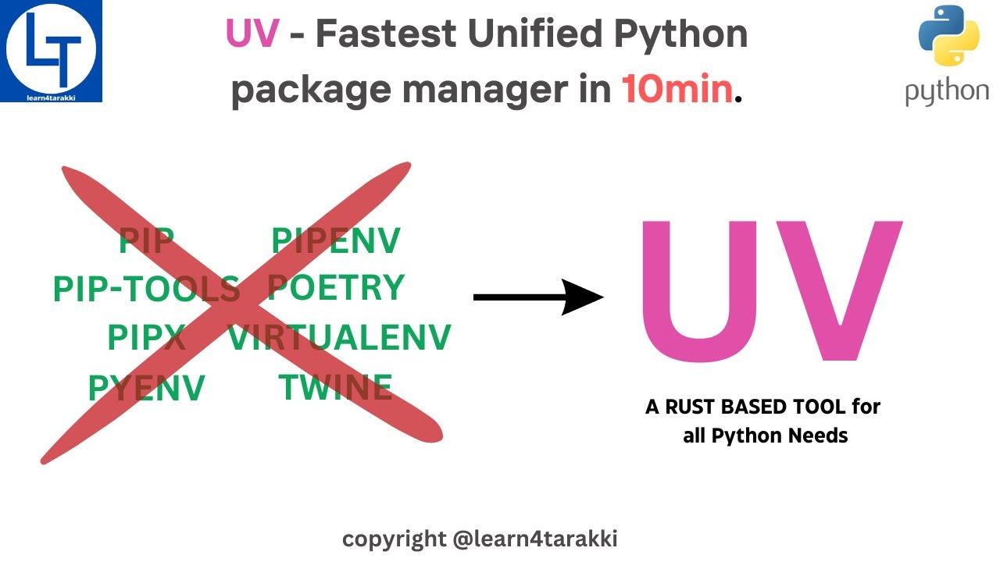 LT
learn4tarakki
UV - Fastest Unified Python
package manager in 10min.
python
PIP PIPENV
PIP-TOOLS POETRY
PIPX VIRTUALENV
PYENV TWINE
UV
A RUST BASED TOOL for
all Python Needs
copyright @learn4tarakki